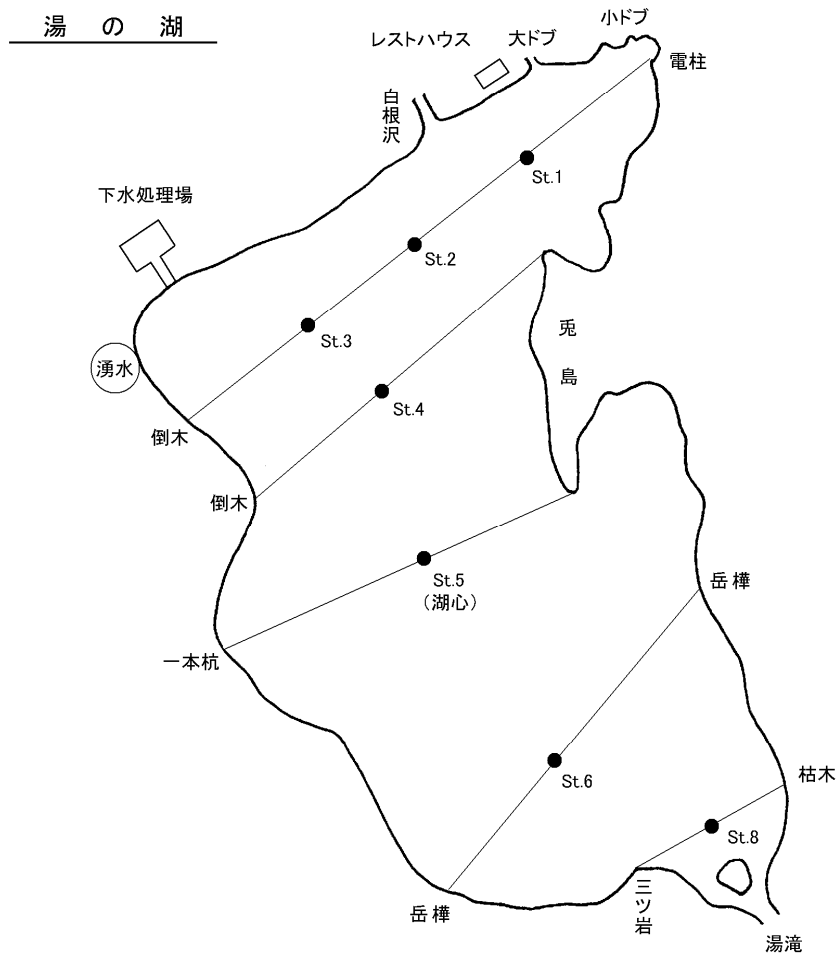 湯の湖
小ドブ
レストハウス
大ドブ
電柱
白根沢
St.1
下水処理場
St.2
St.3
兎島
湧水
St.4
倒木
倒木
St.5
（湖心）
岳樺
一本杭
St.6
枯木
St.8
三ツ岩
岳樺
湯滝